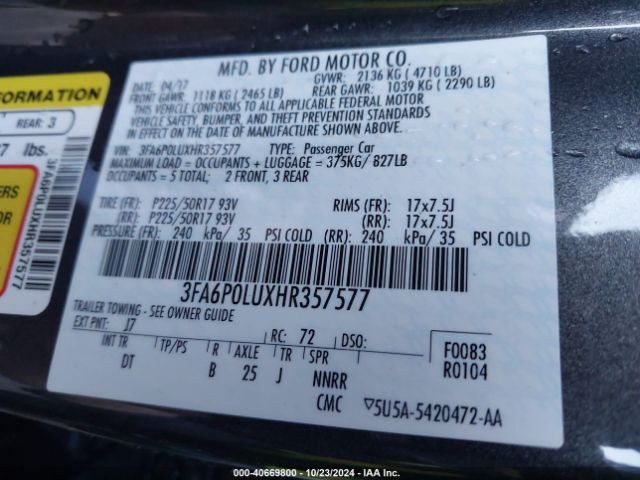 MFD. BY FORD MOTOR CO.
DATE: 04/17 GVWR: 2136 KG ( 4710 LB)
FRONT GAWR: 1118 KG ( 2465 LB) REAR GAWR: 1039 KG ( 2290 LB)
THIS VEHICLE CONFORMS TO ALL APPLICABLE FEDERAL MOTOR
VEHICLE SAFETY, BUMPER, AND THEFT PREVENTION STANDARDS
IN EFFECT ON THE DATE OF MANUFACTURE SHOWN ABOVE.
VIN: 3FA6P0LUXHR357577 TYPE: Passenger Car
MAXIMUM LOAD = OCCUPANTS + LUGGAGE = 375KG/ 827LB
OCCUPANTS = 5 TOTAL; 2 FRONT, 3 REAR
TIRE (FR): P225/50R17 93V RIMS (FR): 17x7.5J
(RR): P225/50R17 93V (RR): 17x7.5J
PRESSURE (FR): 240 kPa/ 35 PSI COLD (RR): 240 kPa/ 35 PSI COLD
3FA6P0LUXHR357577
TRAILER TOWING - SEE OWNER GUIDE
EXT PNT: J7 RC: 72 DSO:
INT TR TP/PS R AXLE TR SPR
DT B 25 J NNRR
F0083
R0104
CMC ▽5U5A-5420472-AA
FORMATION
REAR: 3
lbs.
3FA6P0LUXHR357577
OR
000-40669800 - 10/23/2024 - IAA Inc.